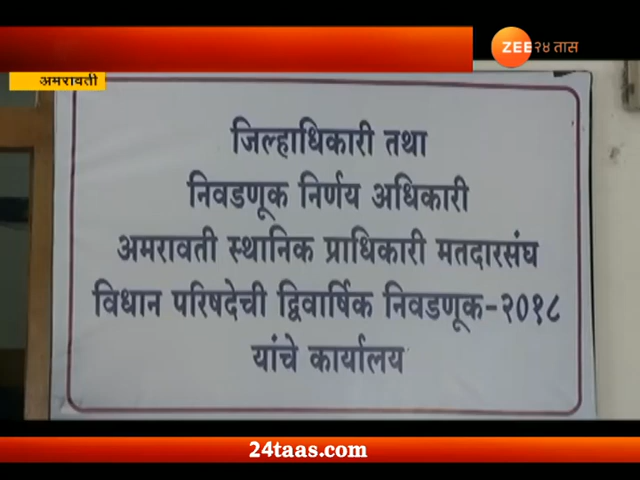 ZEE २४ तास
अमरावती
जिल्हाधिकारी तथा
निवडणूक निर्णय अधिकारी
अमरावती स्थानिक प्राधिकारी मतदारसंघ
विधान परिषदेची द्विवार्षिक निवडणूक-२०१८
यांचे कार्यालय
24taas.com